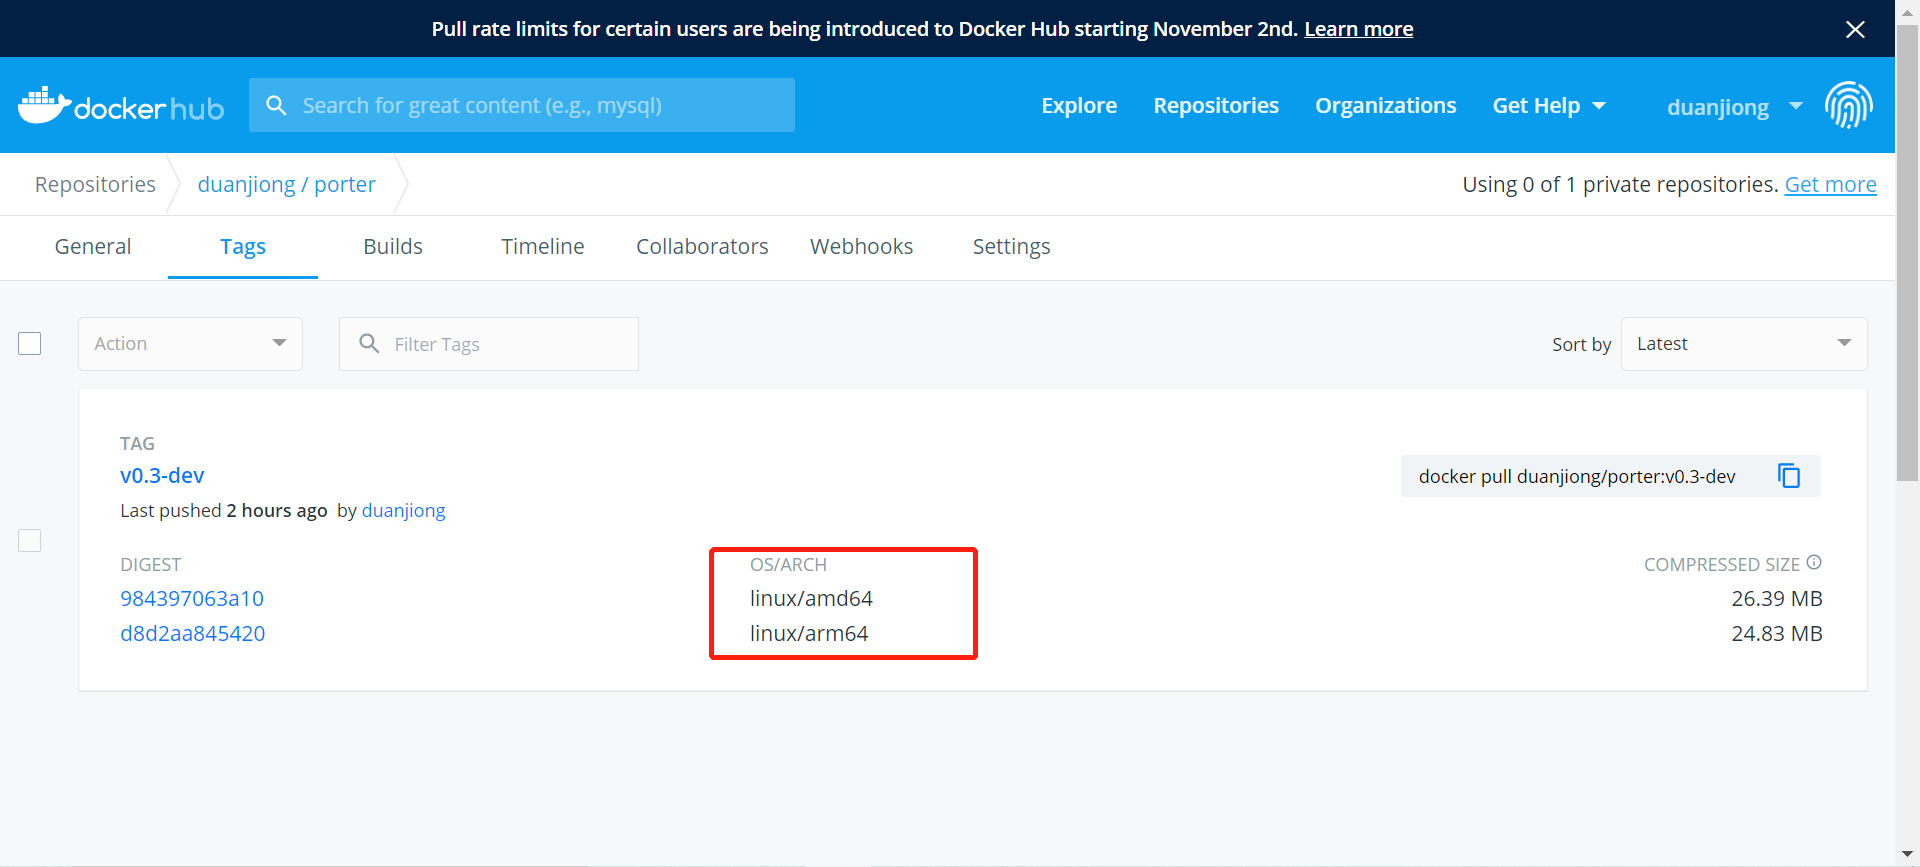 Pull rate limits for certain users are being introduced to Docker Hub starting November 2nd. Learn more
docker hub
Search for great content (e.g., mysql)
Explore
Repositories
Organizations
Get Help
duanjiong
Repositories
duanjiong / porter
Using 0 of 1 private repositories. Get more
General
Tags
Builds
Timeline
Collaborators
Webhooks
Settings
Action
Filter Tags
Sort by
Latest
TAG
v0.3-dev
docker pull duanjiong/porter:v0.3-dev
Last pushed 2 hours ago by duanjiong
DIGEST
OS/ARCH
COMPRESSED SIZE
984397063a10
linux/amd64
26.39 MB
d8d2aa845420
linux/arm64
24.83 MB